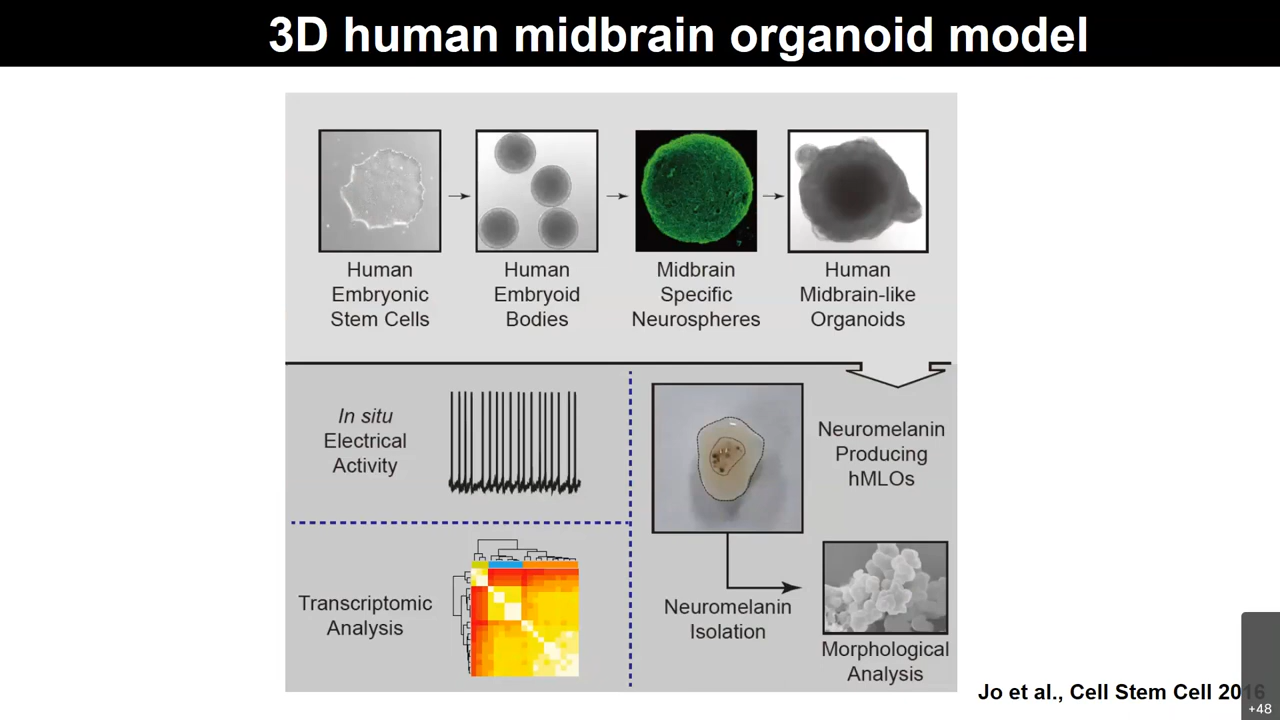 3D human midbrain organoid model
Human
Embryonic
Stem Cells
Human
Embryoid
Bodies
Midbrain
Specific
Neurospheres
Human
Midbrain-like
Organoids
In situ
Electrical
Activity
Neuromelanin
Producing
hMLOs
Transcriptomic
Analysis
Neuromelanin
Isolation
Morphological
Analysis
Jo et al., Cell Stem Cell 2016
+48